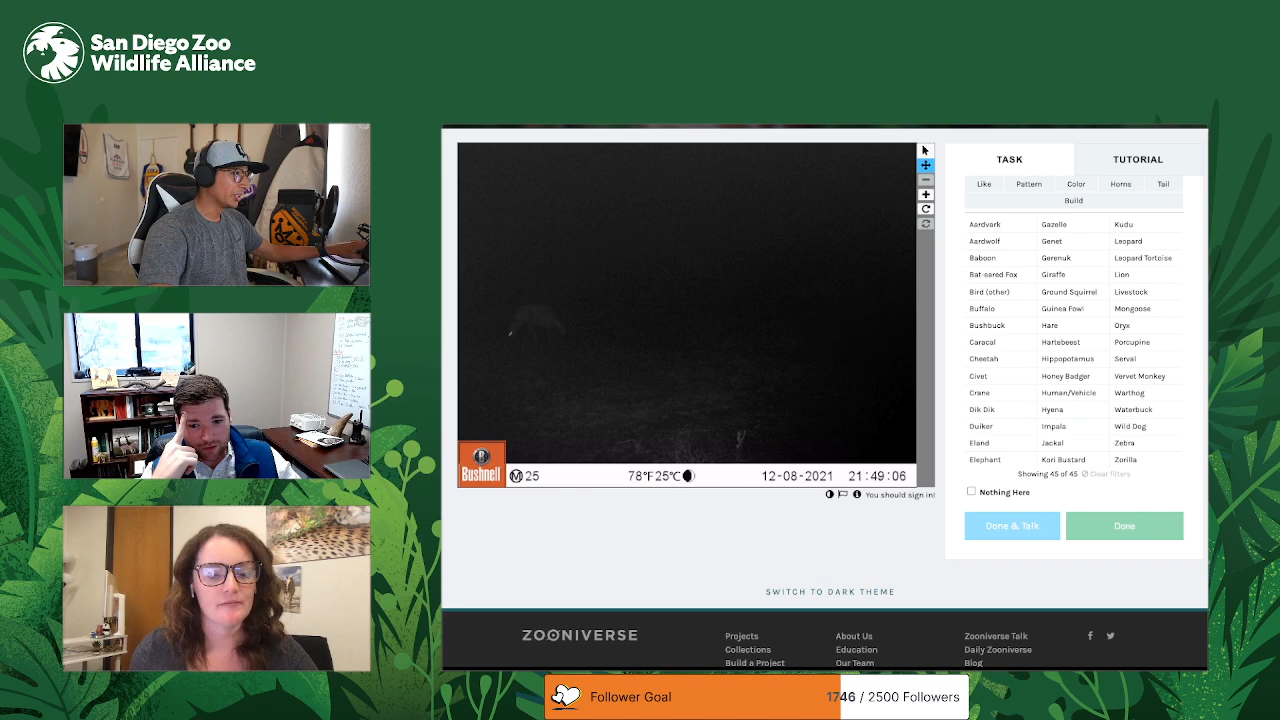 San Diego Zoo
Wildlife Alliance
TASK
TUTORIAL
Like
Pattern
Color
Horns
Tail
Build
Aardvark
Gazelle
Kudu
Aardwolf
Genet
Leopard
Baboon
Gerenuk
Leopard Tortoise
Bat-eared Fox
Giraffe
Lion
Bird (other)
Ground Squirrel
Livestock
Buffalo
Guinea Fowl
Mongoose
Bushbuck
Hare
Oryx
Caracal
Hartebeest
Porcupine
Cheetah
Hippopotamus
Serval
Civet
Honey Badger
Vervet Monkey
Crane
Human/Vehicle
Warthog
Dik Dik
Hyena
Waterbuck
Duiker
Impala
Wild Dog
Eland
Jackal
Zebra
Elephant
Kori Bustard
Zorilla
Showing 45 of 45
Clear filters
Nothing Here
Done & Talk
Done
Bushnell
M 25
78°F25°C
12-08-2021
21:49:06
You should sign in!
SWITCH TO DARK THEME
ZOONIVERSE
Projects
Collections
Build a Project
About Us
Education
Our Team
Zooniverse Talk
Daily Zooniverse
Blog
Follower Goal
1746 / 2500 Followers